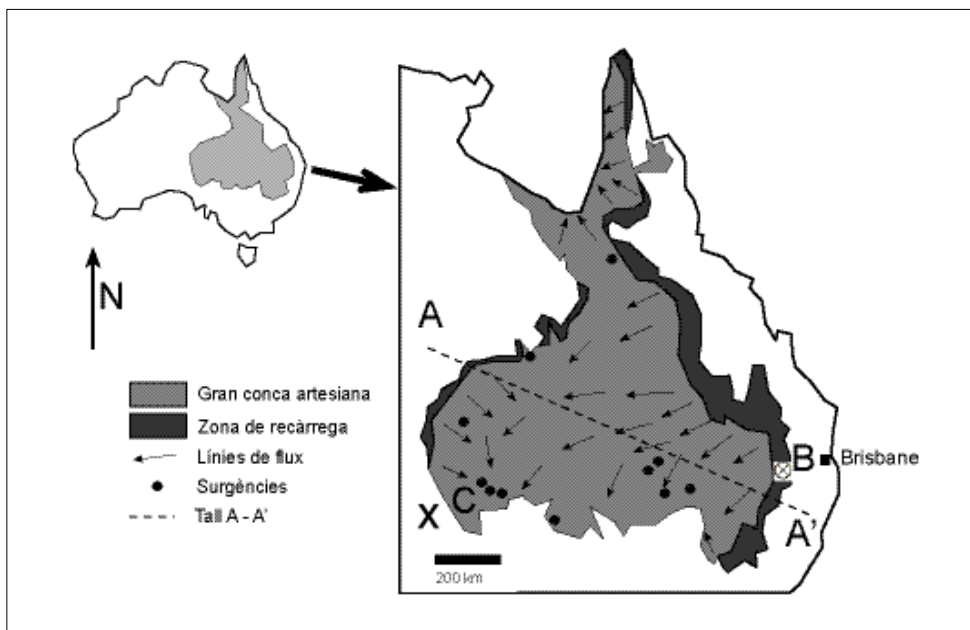 N
Gran conca artesiana
Zona de recàrrega
Línies de flux
Surgències
Tall A - A'
A
B
Brisbane
C
X
A'
200 km